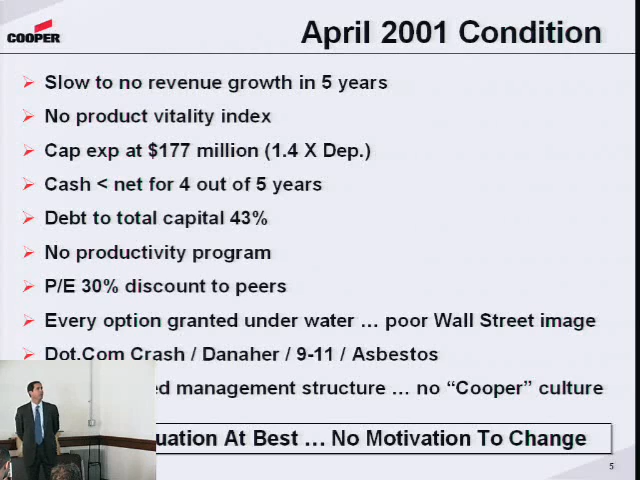 COOPER
April 2001 Condition
Slow to no revenue growth in 5 years
No product vitality index
Cap exp at $177 million (1.4 X Dep.)
Cash < net for 4 out of 5 years
Debt to total capital 43%
No productivity program
P/E 30% discount to peers
Every option granted under water … poor Wall Street image
Dot.Com Crash / Danaher / 9-11 / Asbestos
management structure … no “Cooper” culture
At Best … No Motivation To Change
5